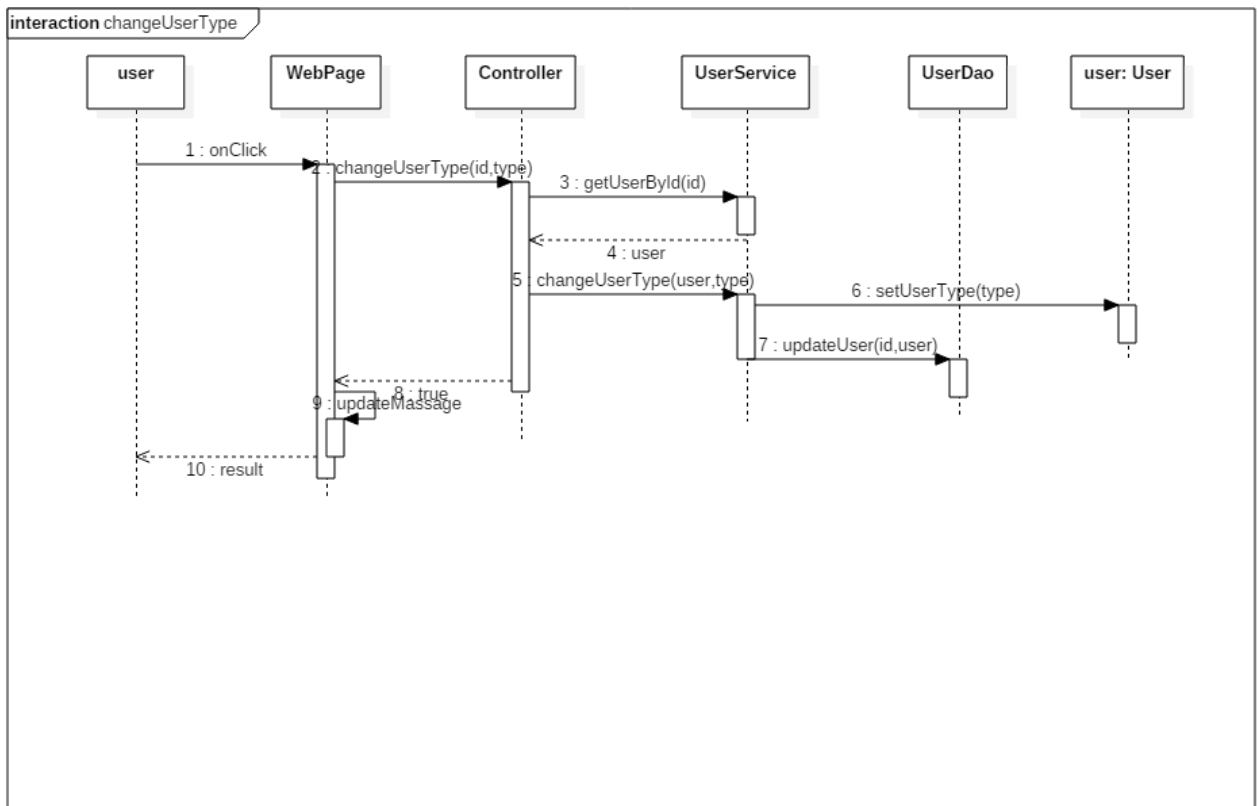 interaction changeUserType
user
WebPage
Controller
UserService
UserDao
user: User
1 : onClick
2 : changeUserType(id,type)
3 : getUserById(id)
4 : user
5 : changeUserType(user,type)
6 : setUserType(type)
7 : updateUser(id,user)
8 : true
9 : updateMassage
10 : result